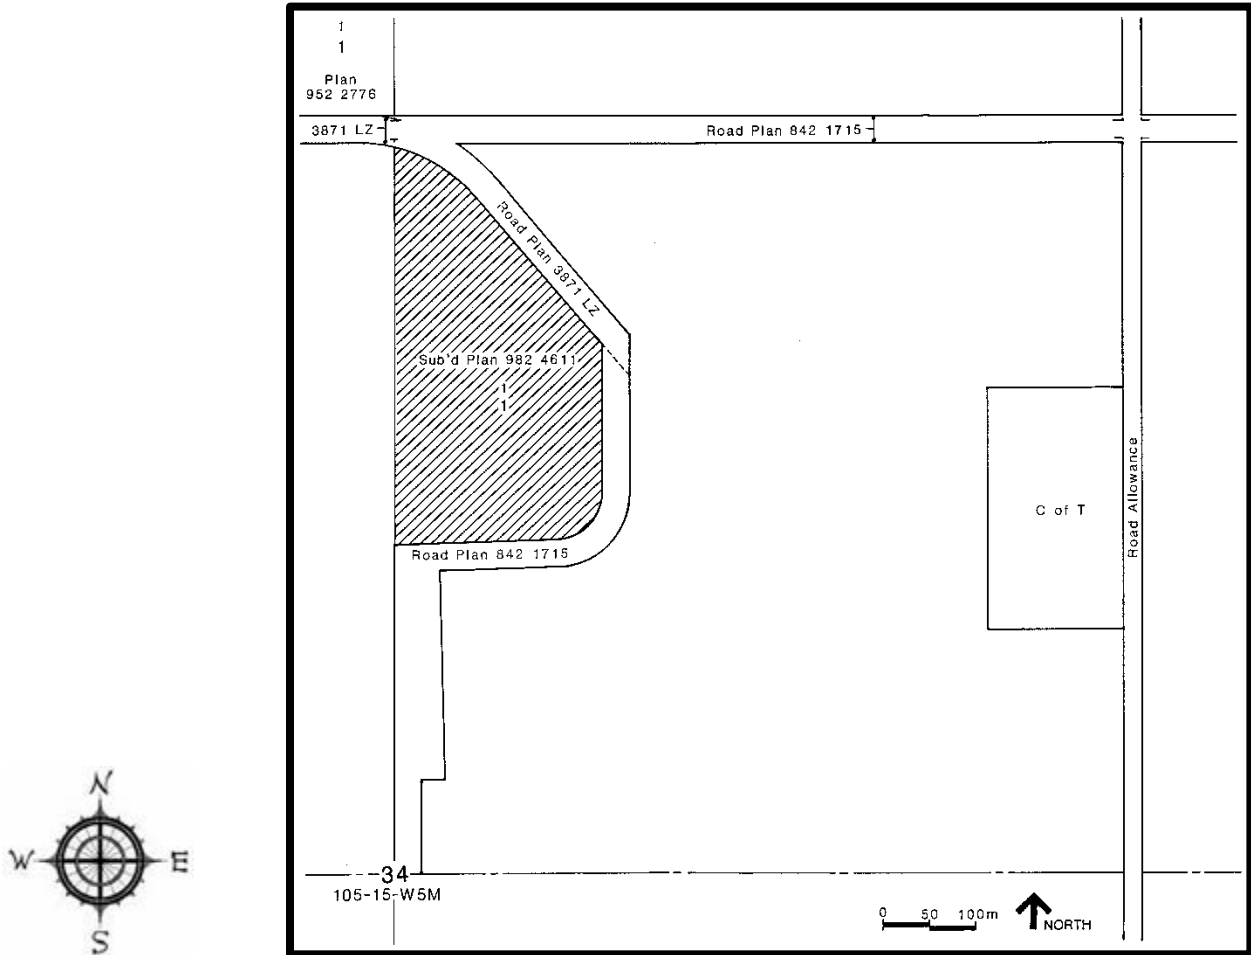 1
1
Plan
952 2776
3871 LZ
Road Plan 842 1715
Road Plan 3871 LZ
Sub'd Plan 982 4611
1
1
Road Allowance
C of T
Road Plan 842 1715
N
W E
S
34
105-15-W5M
0 50 100m
NORTH